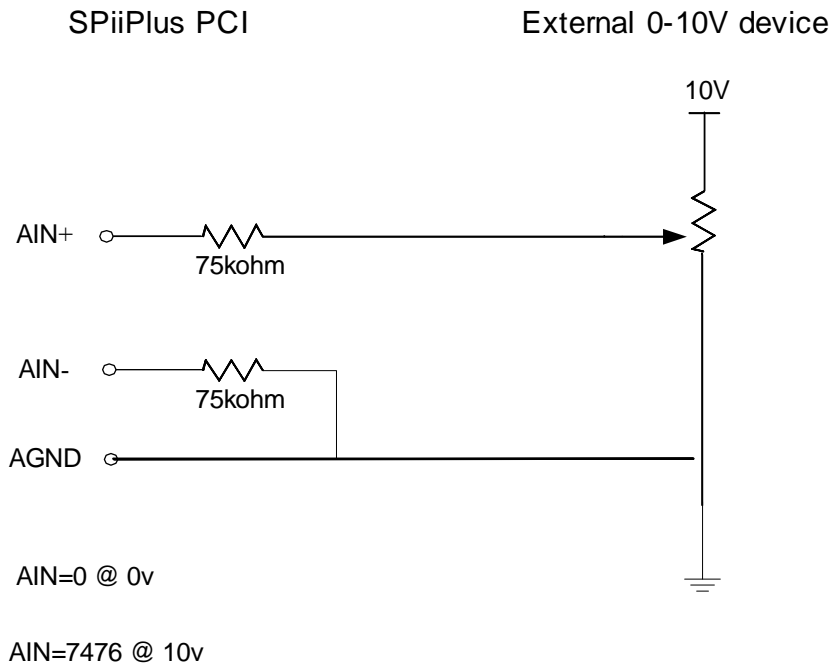 SPiiPlus PCI
External 0-10V device
10V
AIN+
75kohm
AIN-
75kohm
AGND
AIN=0 @ 0v
AIN=7476 @ 10v